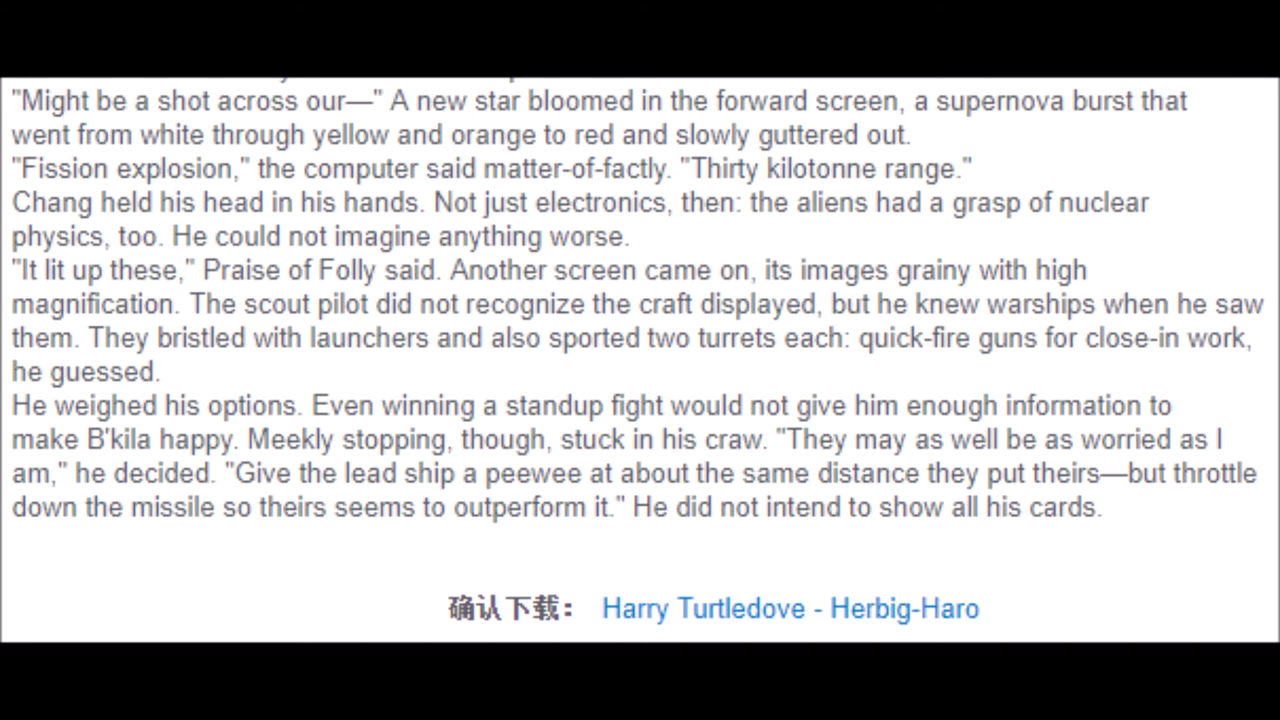 "Might be a shot across our—" A new star bloomed in the forward screen, a supernova burst that
went from white through yellow and orange to red and slowly guttered out.
"Fission explosion," the computer said matter-of-factly. "Thirty kilotonne range."
Chang held his head in his hands. Not just electronics, then: the aliens had a grasp of nuclear
physics, too. He could not imagine anything worse.
"It lit up these," Praise of Folly said. Another screen came on, its images grainy with high
magnification. The scout pilot did not recognize the craft displayed, but he knew warships when he saw
them. They bristled with launchers and also sported two turrets each: quick-fire guns for close-in work,
he guessed.
He weighed his options. Even winning a standup fight would not give him enough information to
make B'kila happy. Meekly stopping, though, stuck in his craw. "They may as well be as worried as I
am," he decided. "Give the lead ship a peewee at about the same distance they put theirs—but throttle
down the missile so theirs seems to outperform it." He did not intend to show all his cards.
确认下载： Harry Turtledove - Herbig-Haro